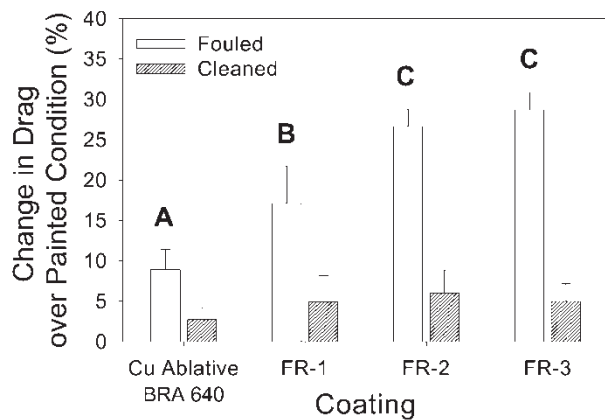 Change in Drag
over Painted Condition (%)
40
35
30
25
20
15
10
5
0
Fouled
Cleaned
A
B
C
C
Cu Ablative
BRA 640
FR-1
FR-2
FR-3
Coating